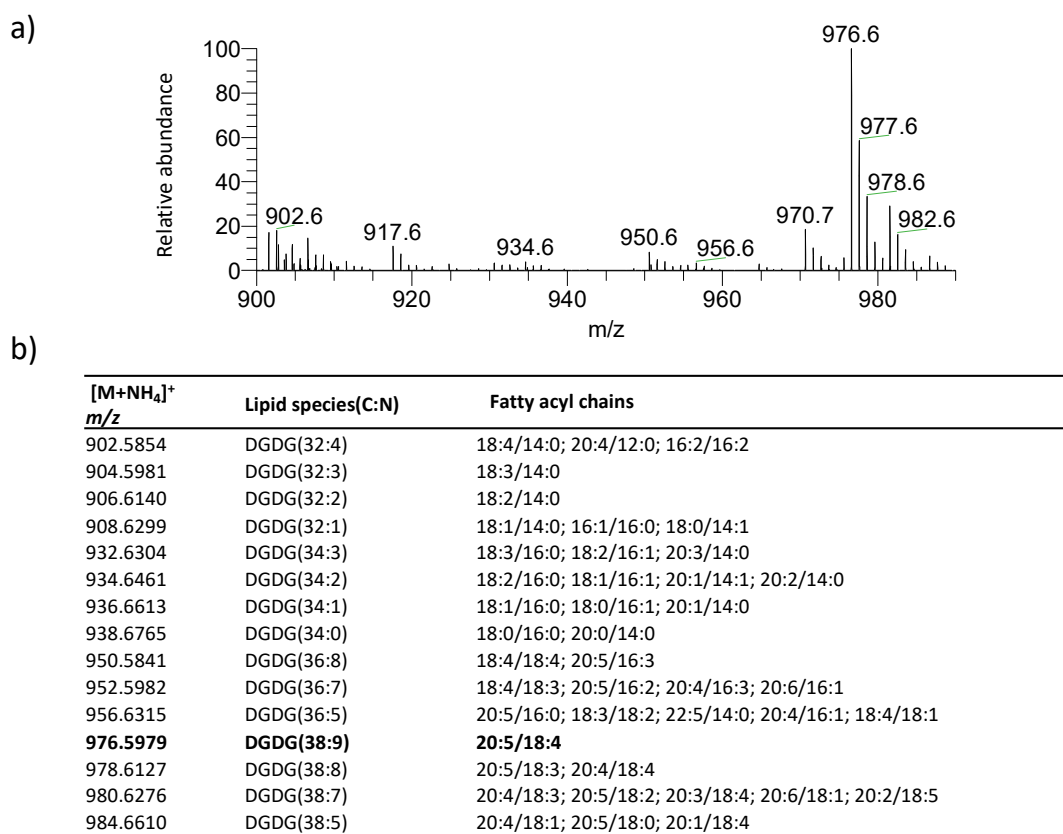 a)
Relative abundance
100
80
60
40
20
0
976.6
977.6
978.6
970.7
982.6
902.6
917.6
934.6
950.6
956.6
900 920 940 960 980
m/z
b)
[M+NH₄]⁺ m/z Lipid species(C:N) Fatty acyl chains
902.5854 DGDG(32:4) 18:4/14:0; 20:4/12:0; 16:2/16:2
904.5981 DGDG(32:3) 18:3/14:0
906.6140 DGDG(32:2) 18:2/14:0
908.6299 DGDG(32:1) 18:1/14:0; 16:1/16:0; 18:0/14:1
932.6304 DGDG(34:3) 18:3/16:0; 18:2/16:1; 20:3/14:0
934.6461 DGDG(34:2) 18:2/16:0; 18:1/16:1; 20:1/14:1; 20:2/14:0
936.6613 DGDG(34:1) 18:1/16:0; 18:0/16:1; 20:1/14:0
938.6765 DGDG(34:0) 18:0/16:0; 20:0/14:0
950.5841 DGDG(36:8) 18:4/18:4; 20:5/16:3
952.5982 DGDG(36:7) 18:4/18:3; 20:5/16:2; 20:4/16:3; 20:6/16:1
956.6315 DGDG(36:5) 20:5/16:0; 18:3/18:2; 22:5/14:0; 20:4/16:1; 18:4/18:1
976.5979 DGDG(38:9) 20:5/18:4
978.6127 DGDG(38:8) 20:5/18:3; 20:4/18:4
980.6276 DGDG(38:7) 20:4/18:3; 20:5/18:2; 20:3/18:4; 20:6/18:1; 20:2/18:5
984.6610 DGDG(38:5) 20:4/18:1; 20:5/18:0; 20:1/18:4